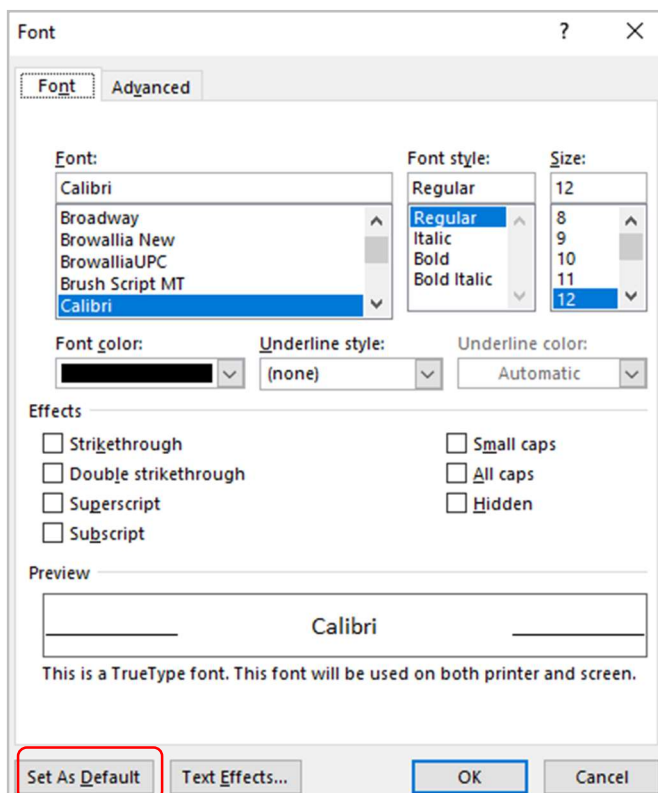 Font ?
Font Advanced
Font: Font style: Size:
Calibri Regular 12
Broadway Regular 8
Browallia New Italic 9
BrowalliaUPC Bold 10
Brush Script MT Bold Italic 11
Calibri 12
Font color: Underline style: Underline color:
(none) Automatic
Effects
Strikethrough Small caps
Double strikethrough All caps
Superscript Hidden
Subscript
Preview
Calibri
This is a TrueType font. This font will be used on both printer and screen.
Set As Default Text Effects... OK Cancel